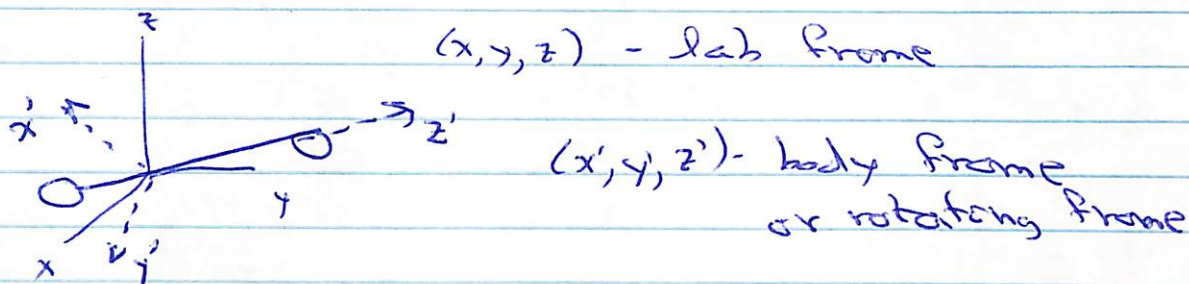 z
(x, y, z) - lab frame
x'
z'
(x', y', z') - body frame
or rotating frame
y
x
y'